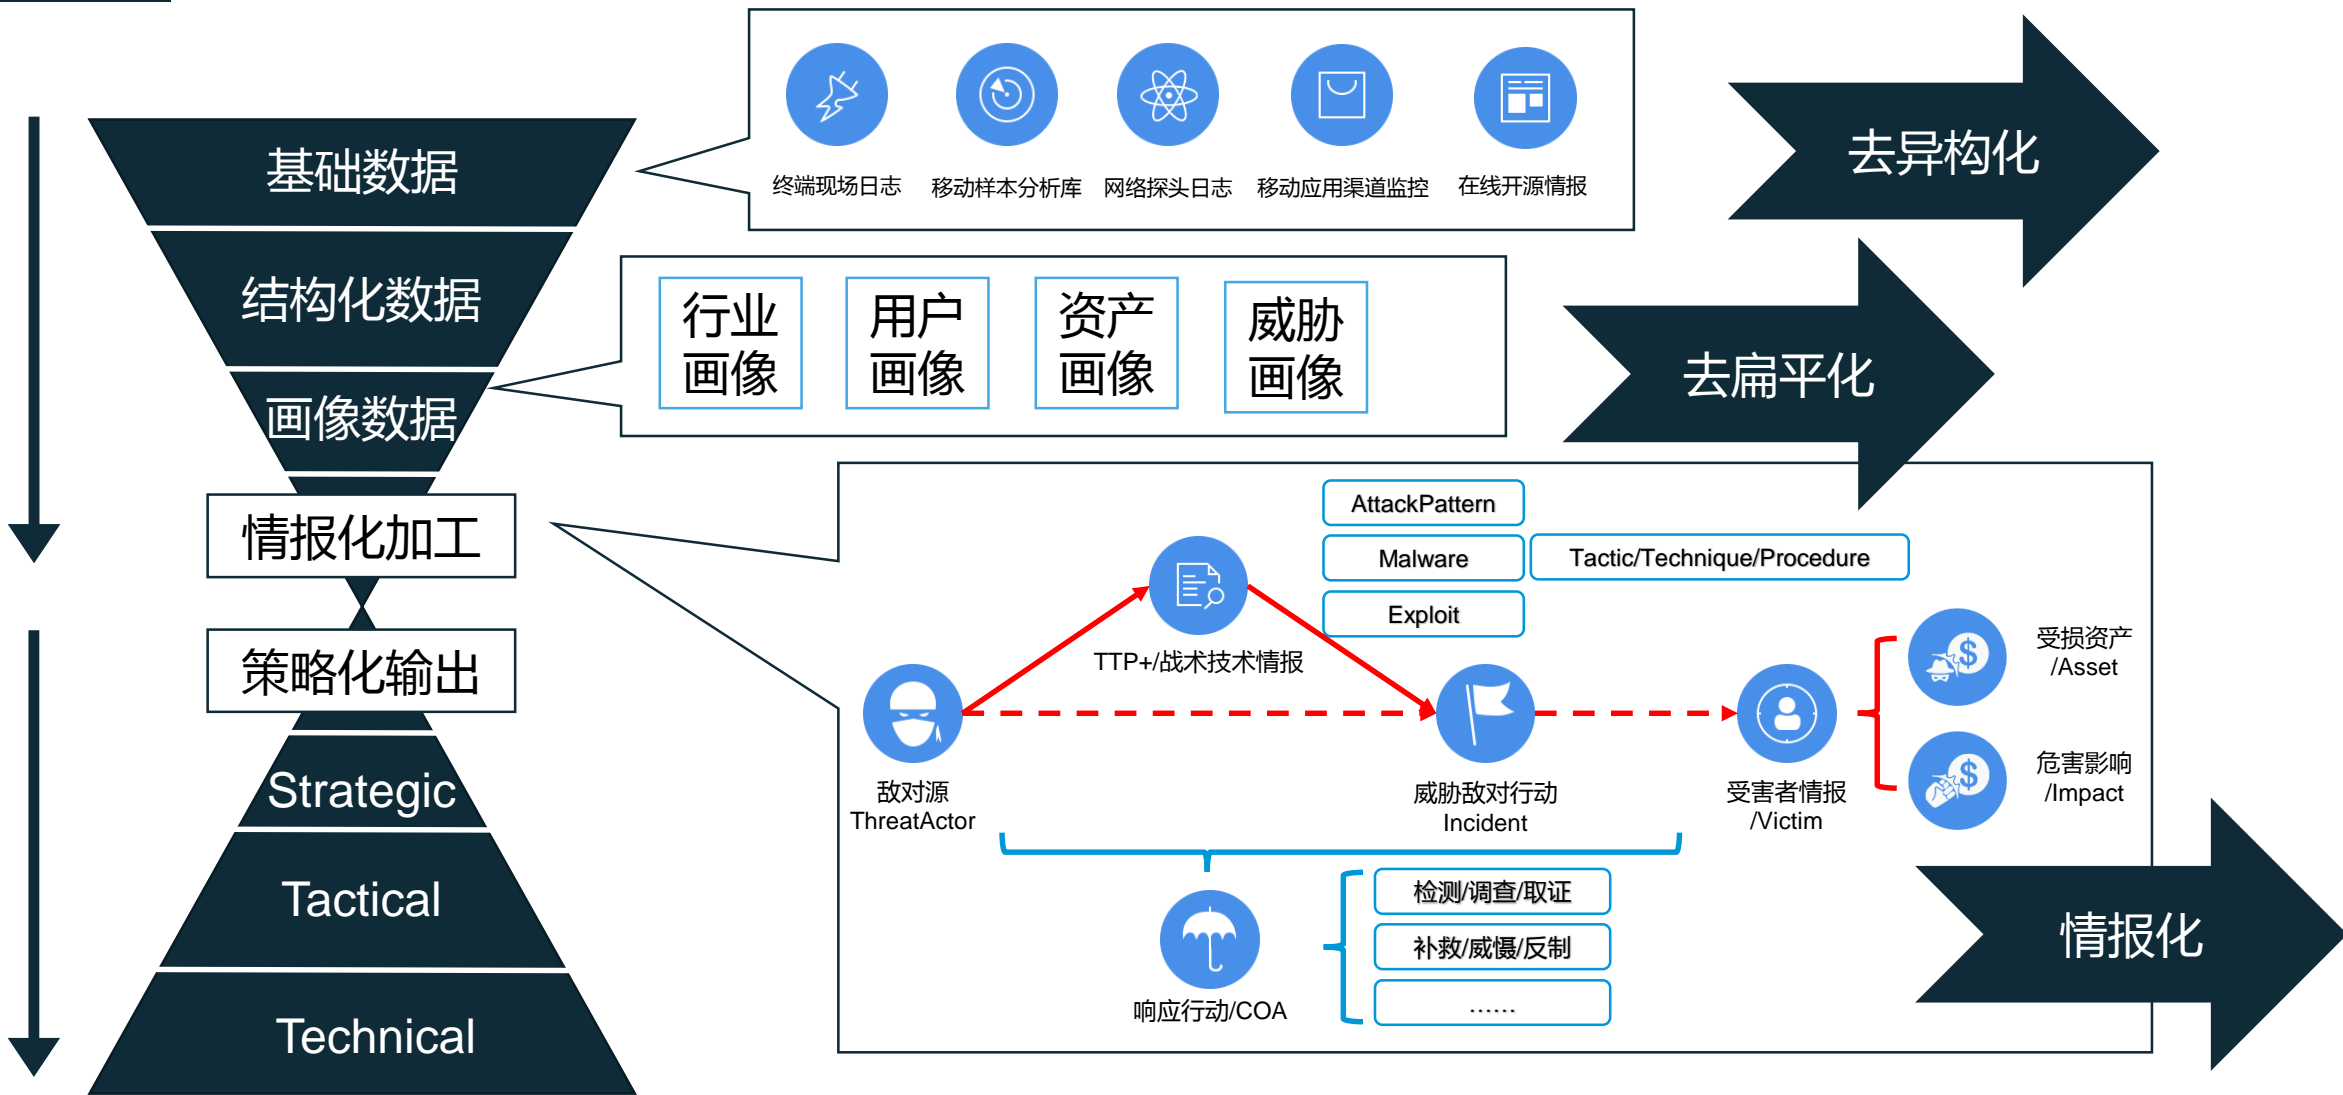 基础数据
结构化数据
画像数据
情报化加工
策略化输出
Strategic
Tactical
Technical
终端现场日志
移动样本分析库
网络探头日志
移动应用渠道监控
在线开源情报
去异构化
行业
画像
用户
画像
资产
画像
威胁
画像
去扁平化
AttackPattern
Malware
Tactic/Technique/Procedure
Exploit
TTP+/战术技术情报
敌对源
ThreatActor
威胁敌对行动
Incident
受害者情报
/Victim
受损资产
/Asset
危害影响
/Impact
响应行动/COA
检测/调查/取证
补救/威慑/反制
......
情报化